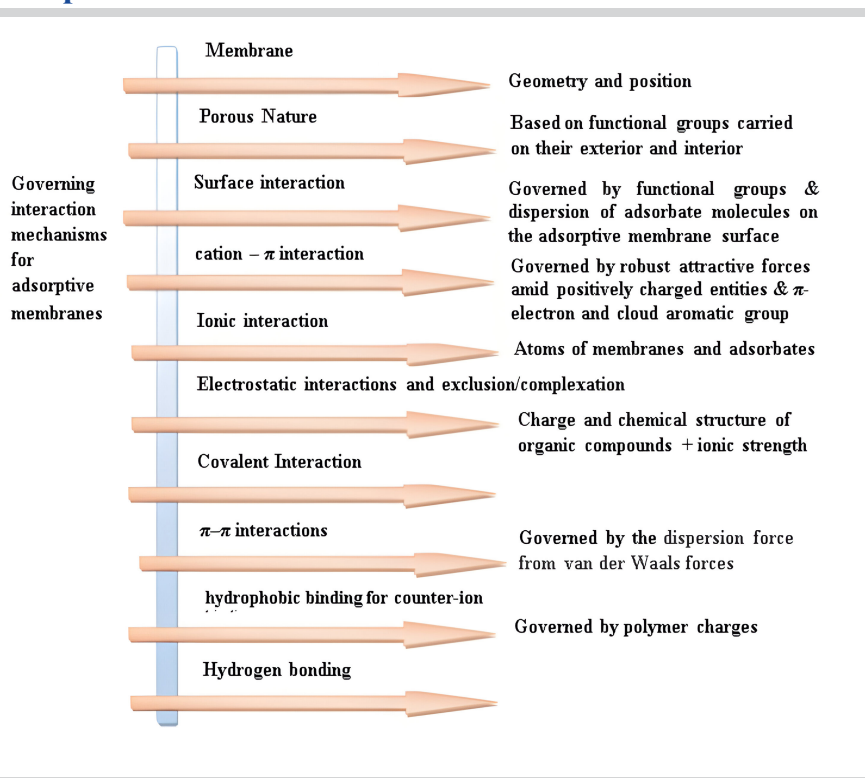 Governing
interaction
mechanisms
for
adsorptive
membranes
Membrane
Geometry and position
Porous Nature
Based on functional groups carried
on their exterior and interior
Surface interaction
Governed by functional groups &
dispersion of adsorbate molecules on
the adsorptive membrane surface
cation – π interaction
Governed by robust attractive forces
amid positively charged entities & π-
electron and cloud aromatic group
Ionic interaction
Atoms of membranes and adsorbates
Electrostatic interactions and exclusion/complexation
Charge and chemical structure of
organic compounds + ionic strength
Covalent Interaction
π–π interactions
Governed by the dispersion force
from van der Waals forces
hydrophobic binding for counter-ion
Governed by polymer charges
Hydrogen bonding